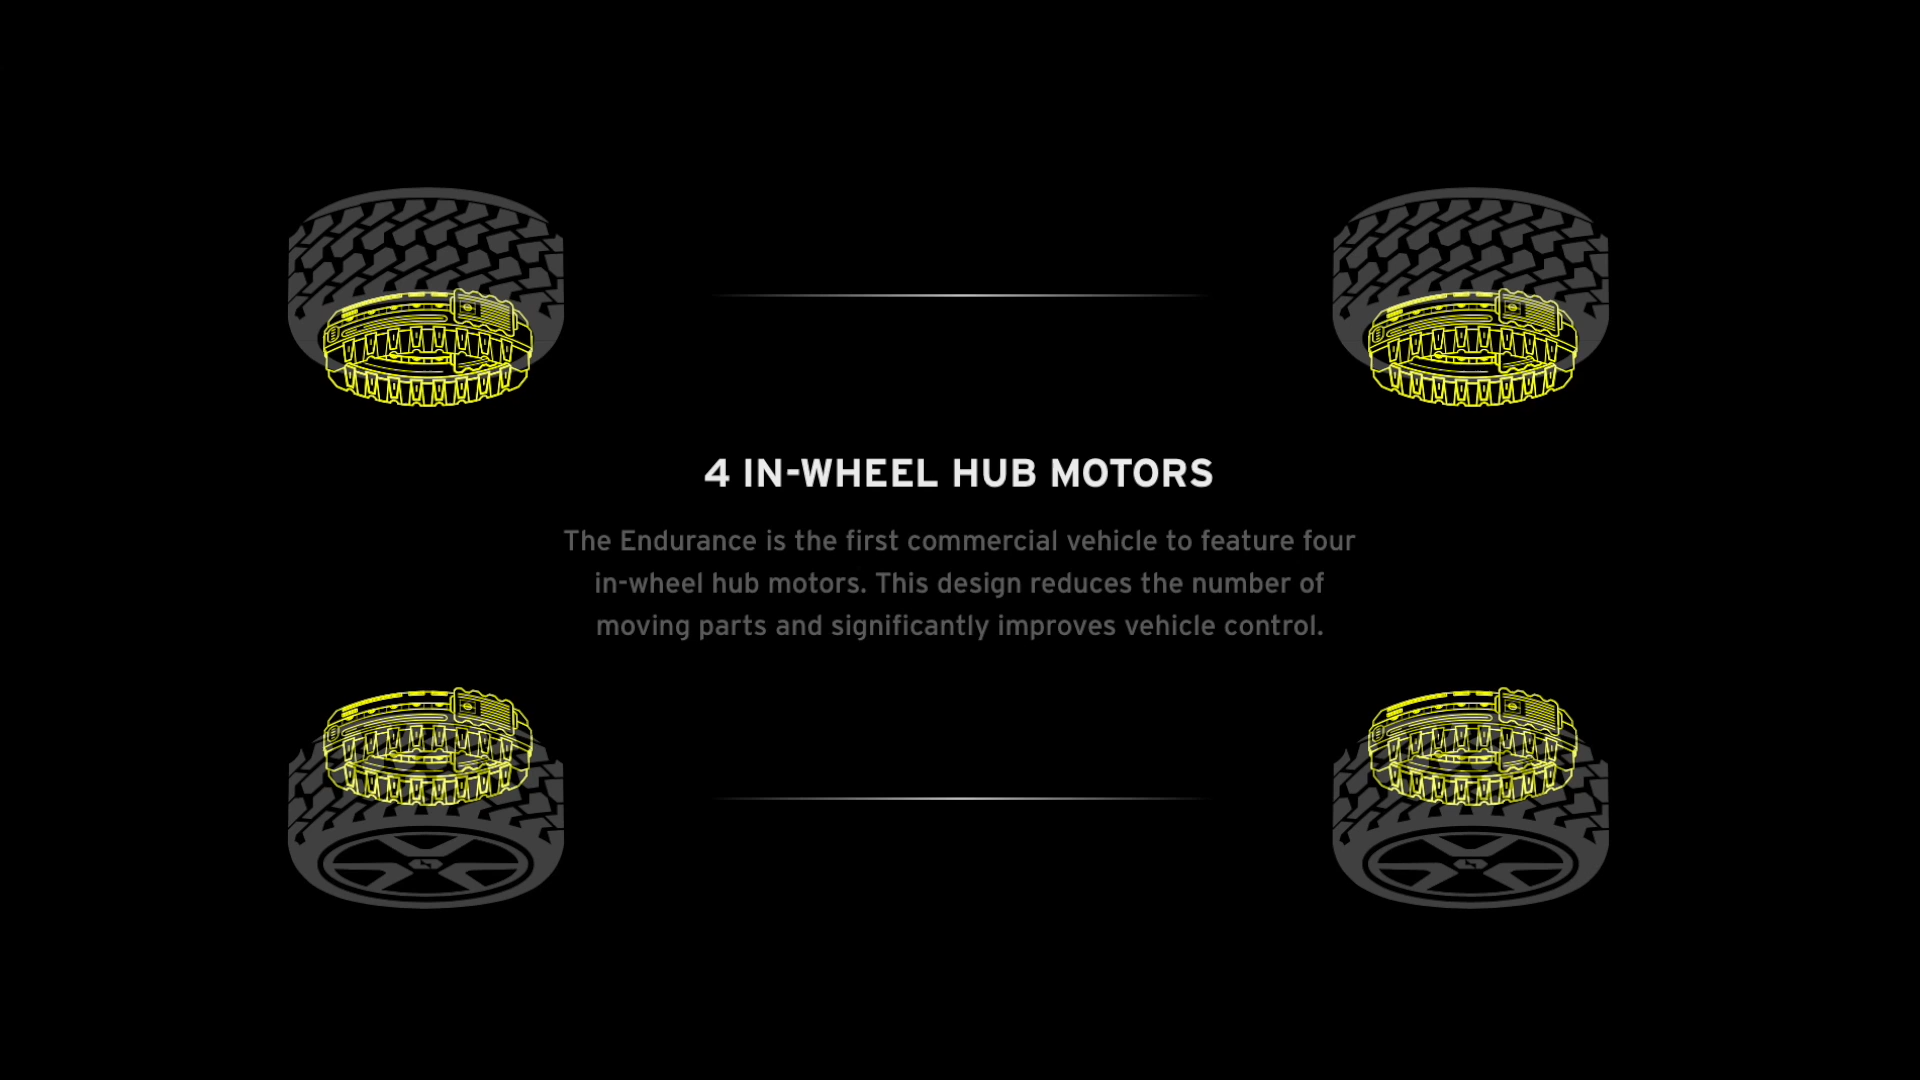 4 IN-WHEEL HUB MOTORS
The Endurance is the first commercial vehicle to feature four
in-wheel hub motors. This design reduces the number of
moving parts and significantly improves vehicle control.